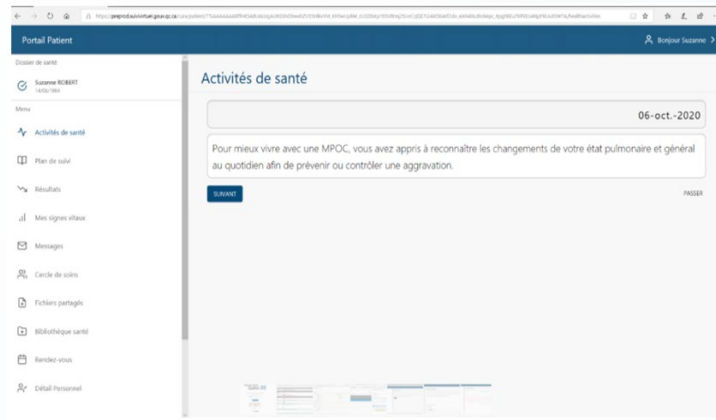 Portail Patient
Bonjour Suzanne
Dossier de santé
Suzanne ROBERT
Menu
Activités de santé
Plan de suivi
Résultats
Mes signes vitaux
Messages
Cercle de soins
Fichiers partagés
Bibliothèque santé
Rendez-vous
Détail Personnel
Activités de santé
06-oct.-2020
Pour mieux vivre avec une MPOC, vous avez appris à reconnaître les changements de votre état pulmonaire et général
au quotidien afin de prévenir ou contrôler une aggravation.
SUIVANT
PASSER